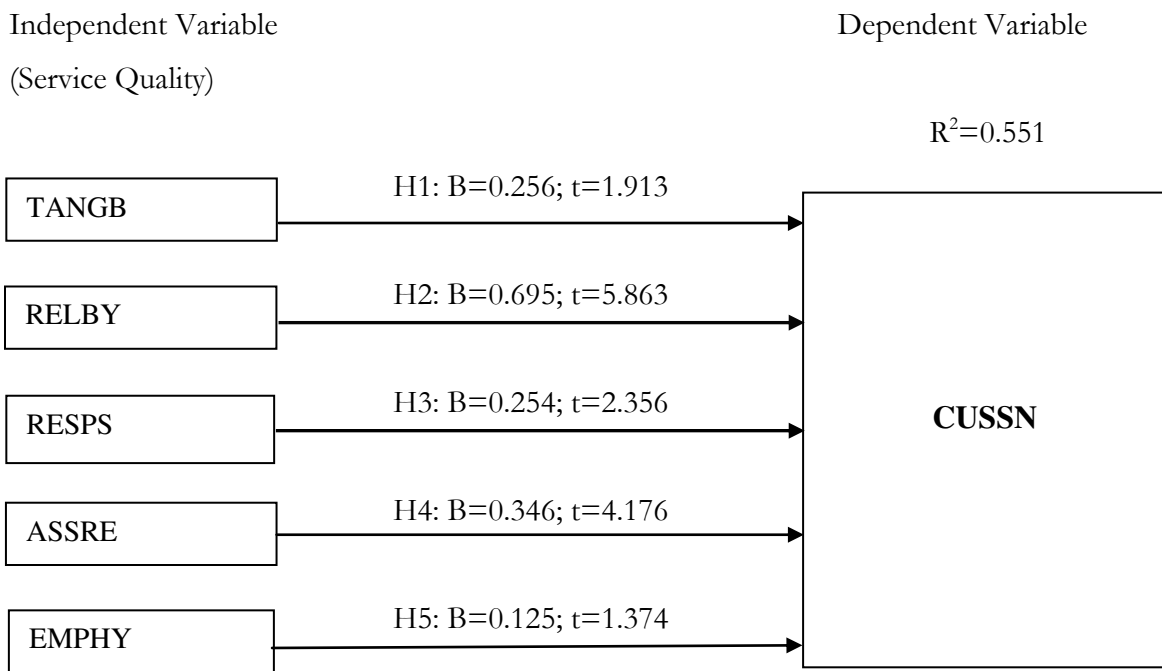 Independent Variable
Dependent Variable
(Service Quality)
R²=0.551
H1: B=0.256; t=1.913
TANGB
H2: B=0.695; t=5.863
RELBY
H3: B=0.254; t=2.356
RESPS
CUSSN
H4: B=0.346; t=4.176
ASSRE
H5: B=0.125; t=1.374
EMPHY